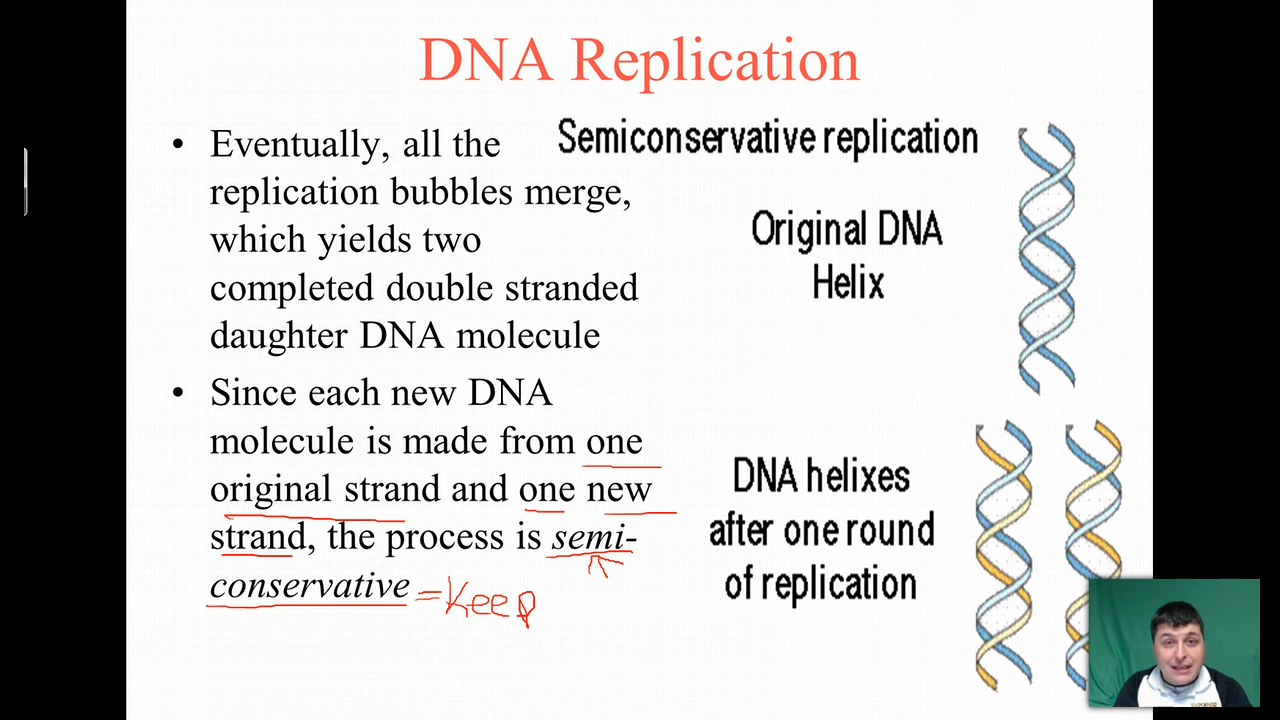 DNA Replication
• Eventually, all the
replication bubbles merge,
which yields two
completed double stranded
daughter DNA molecule
• Since each new DNA
molecule is made from one
original strand and one new
strand, the process is semi-
conservative =Keep
Semiconservative replication
Original DNA
Helix
DNA helixes
after one round
of replication